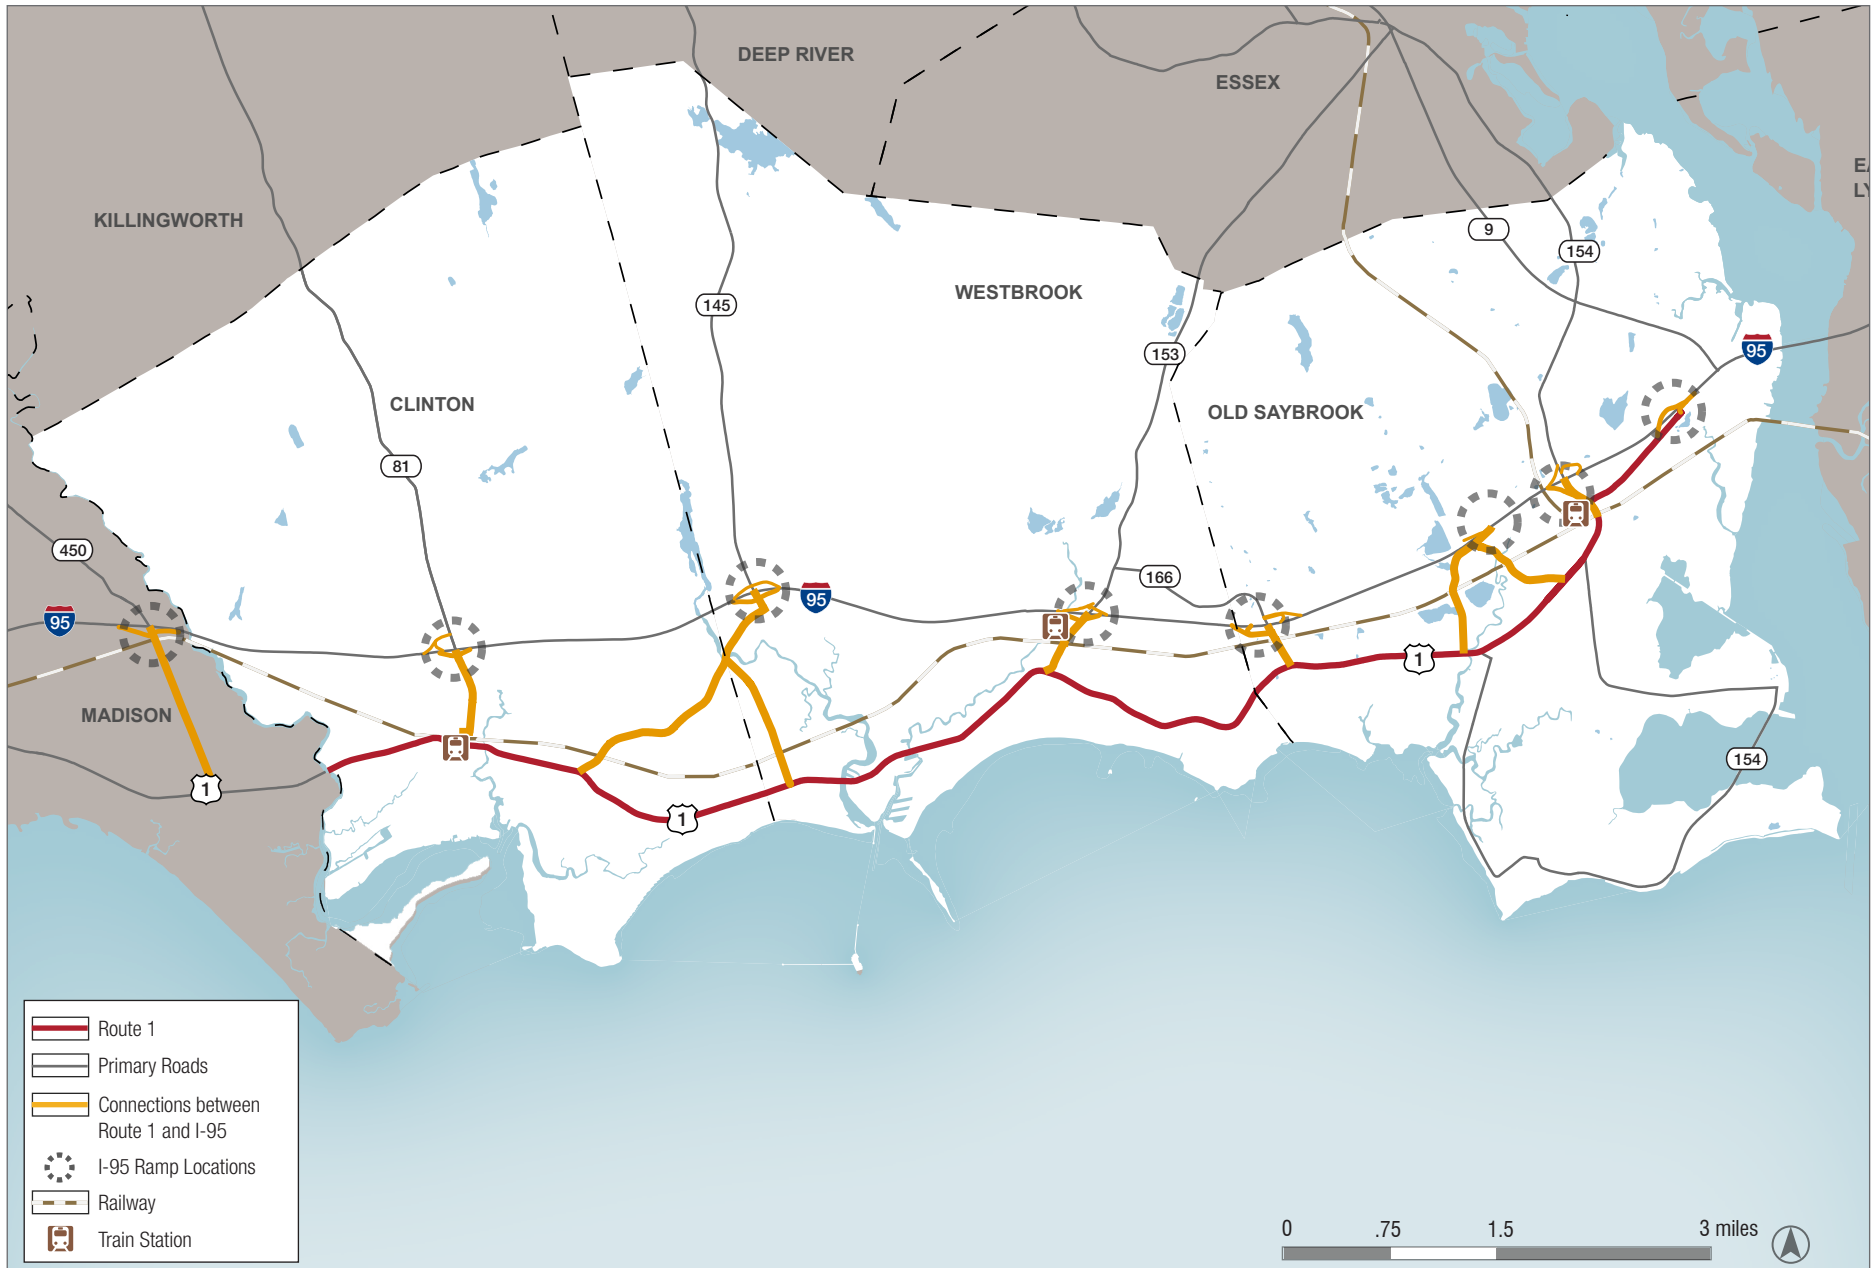 DEEP RIVER
ESSEX
KILLINGWORTH
9
154
145
WESTBROOK
153
95
CLINTON
OLD SAYBROOK
81
450
166
95
95
1
MADISON
1
1
154
Route 1
Primary Roads
Connections between
Route 1 and I-95
I-95 Ramp Locations
Railway
Train Station
0 .75 1.5 3 miles